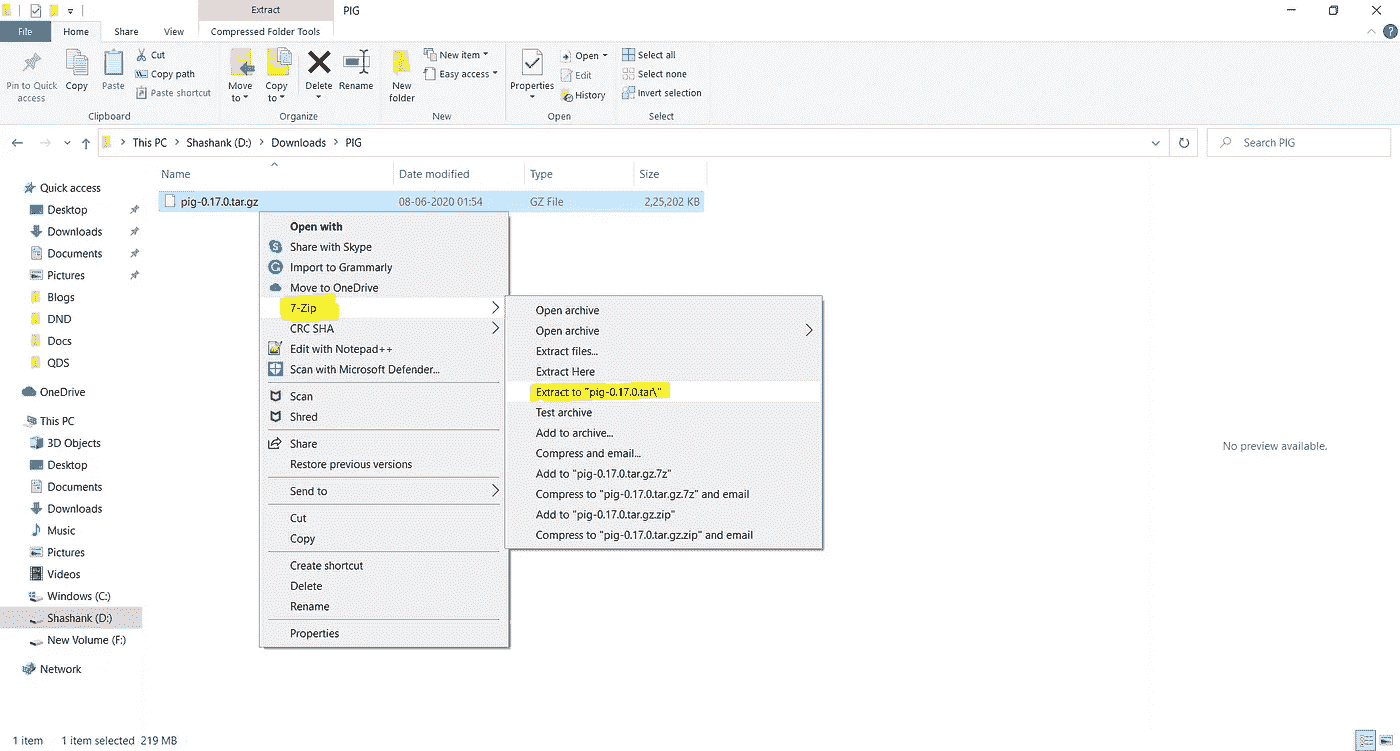 Extract
PIG
File
Home
Share
View
Compressed Folder Tools
Pin to Quick access
Copy
Paste
Cut
Copy path
Paste shortcut
Move to
Copy to
Delete
Rename
New folder
New item
Easy access
Properties
Open
Edit
History
Select all
Select none
Invert selection
Clipboard
Organize
New
Open
Select
This PC > Shashank (D:) > Downloads > PIG
Search PIG
Name
Date modified
Type
Size
pig-0.17.0.tar.gz
08-06-2020 01:54
GZ File
2,25,202 KB
Quick access
Desktop
Downloads
Documents
Pictures
Blogs
DND
Docs
QDS
OneDrive
This PC
3D Objects
Desktop
Documents
Downloads
Music
Pictures
Videos
Windows (C:)
Shashank (D:)
New Volume (F:)
Network
Open with
Share with Skype
Import to Grammarly
Move to OneDrive
7-Zip
CRC SHA
Edit with Notepad++
Scan with Microsoft Defender...
Scan
Shred
Share
Restore previous versions
Send to
Cut
Copy
Create shortcut
Delete
Rename
Properties
Open archive
Open archive
Extract files...
Extract Here
Extract to "pig-0.17.0.tar\"
Test archive
Add to archive...
Compress and email...
Add to "pig-0.17.0.tar.gz.7z"
Compress to "pig-0.17.0.tar.gz.7z" and email
Add to "pig-0.17.0.tar.gz.zip"
Compress to "pig-0.17.0.tar.gz.zip" and email
No preview available.
1 item
1 item selected 219 MB